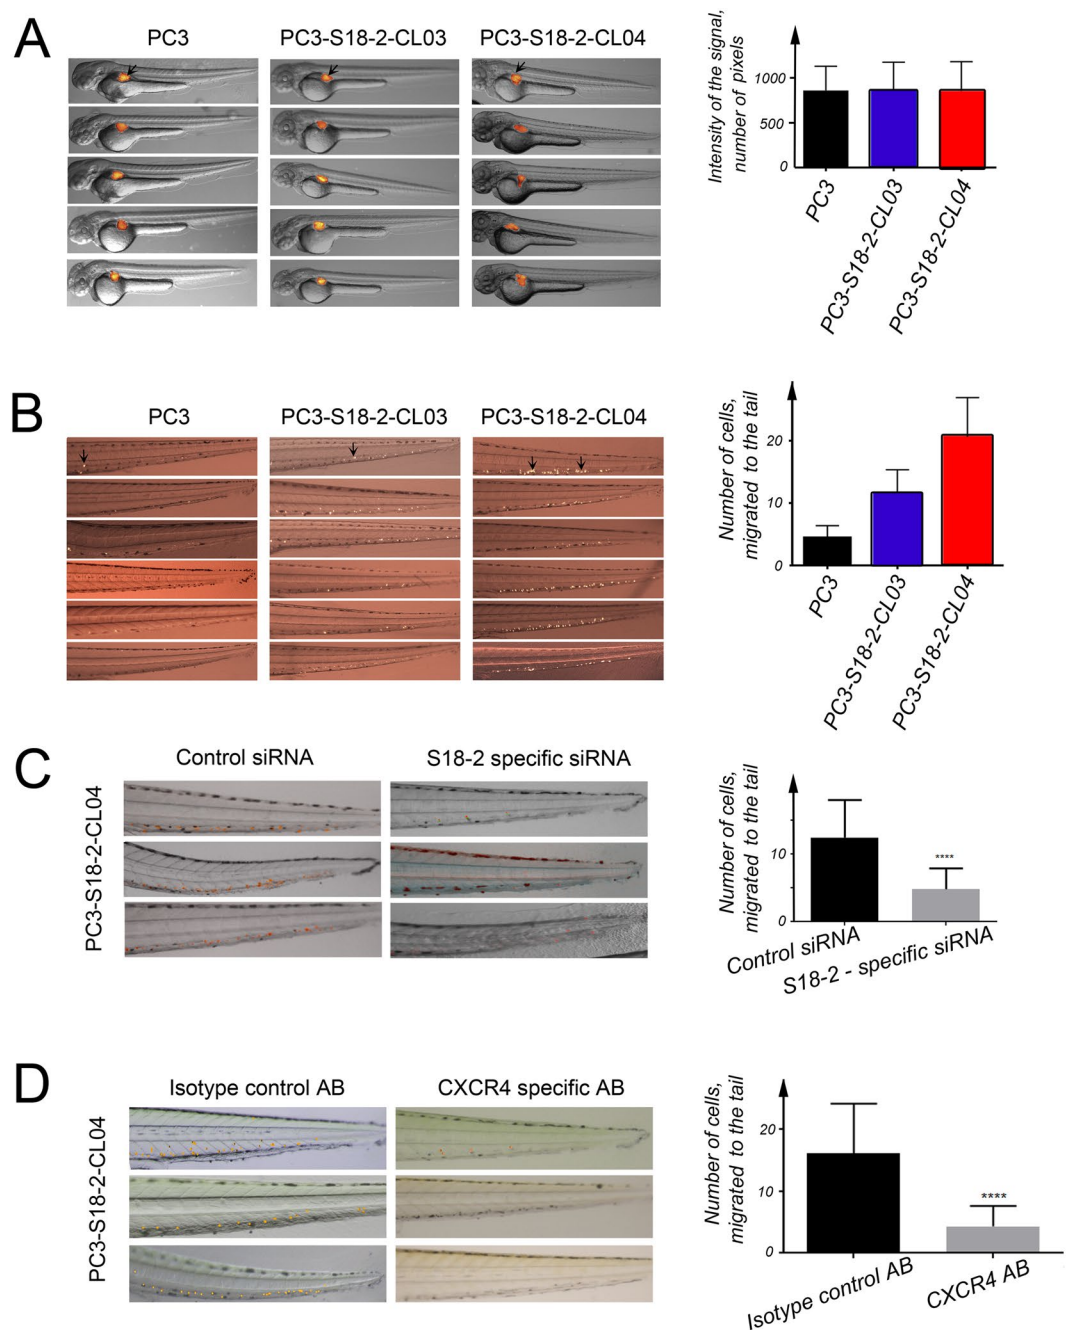 A
PC3
PC3-S18-2-CL03
PC3-S18-2-CL04
Intensity of the signal,
number of pixels
1000
500
0
PC3
PC3-S18-2-CL03
PC3-S18-2-CL04
B
PC3
PC3-S18-2-CL03
PC3-S18-2-CL04
Number of cells,
migrated to the tail
20
10
0
PC3
PC3-S18-2-CL03
PC3-S18-2-CL04
C
Control siRNA
S18-2 specific siRNA
PC3-S18-2-CL04
Number of cells,
migrated to the tail
10
0
****
Control siRNA
S18-2 - specific siRNA
D
Isotype control AB
CXCR4 specific AB
PC3-S18-2-CL04
Number of cells,
migrated to the tail
20
10
0
****
Isotype control AB
CXCR4 AB